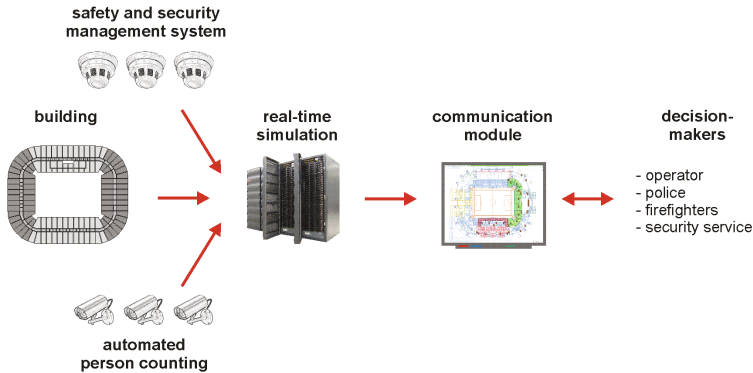 safety and security
management system
building
real-time
simulation
communication
module
decision-
makers
- operator
- police
- firefighters
- security service
automated
person counting